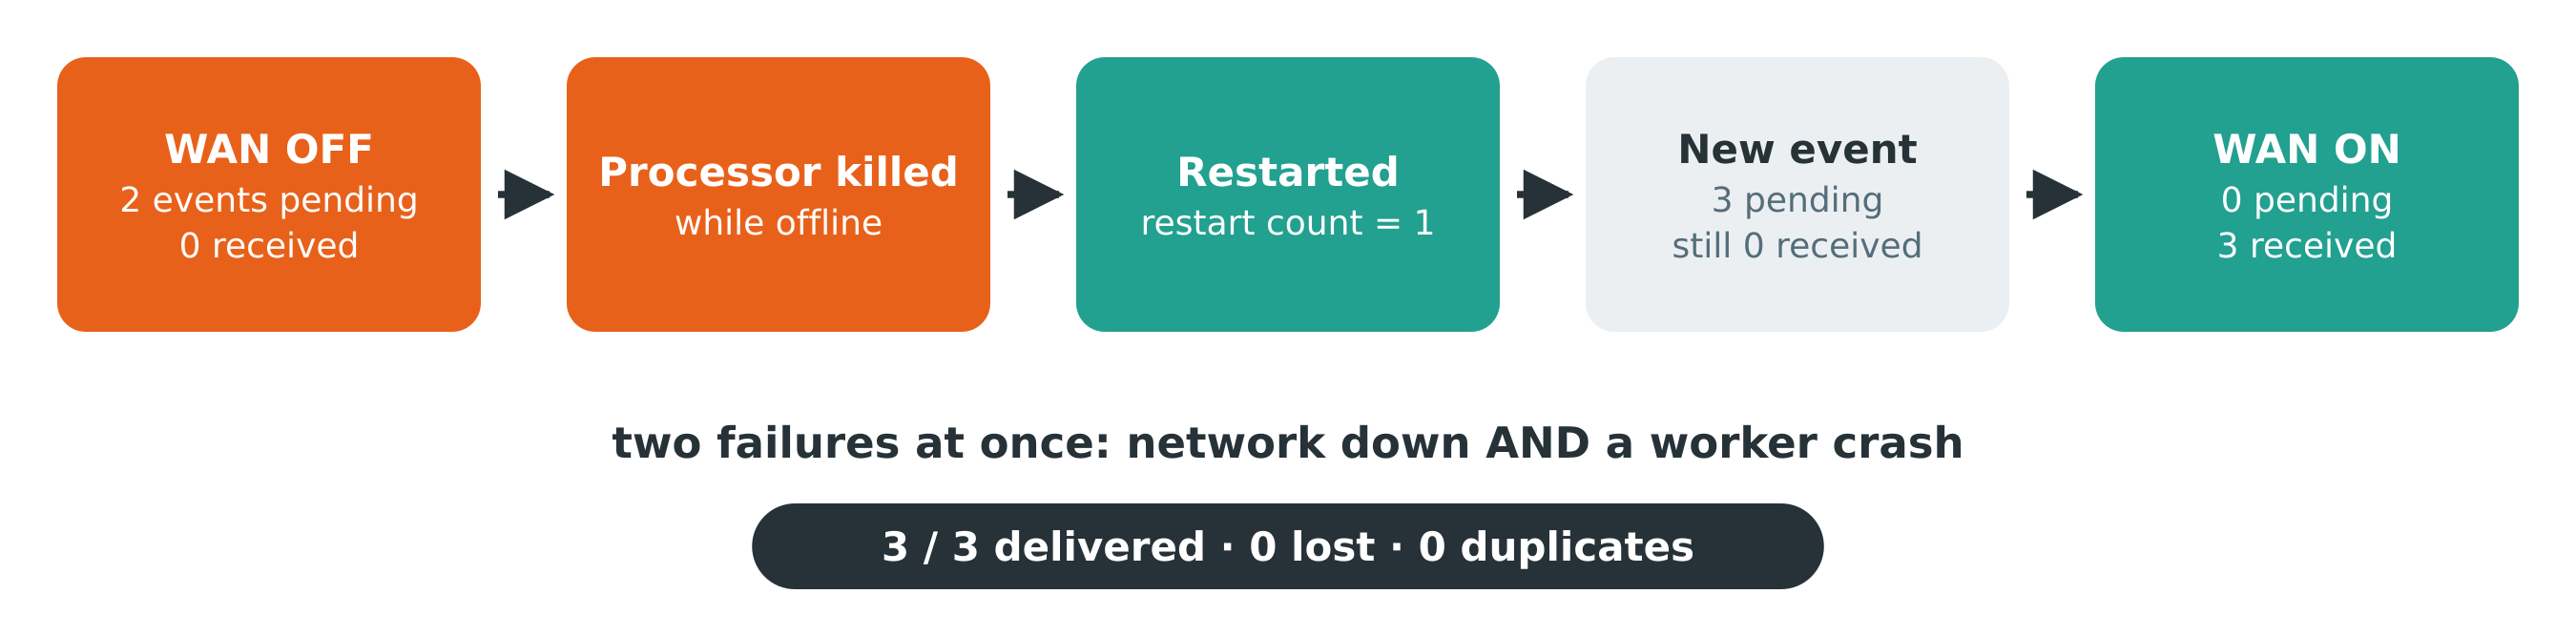 WAN OFF
2 events pending
0 received
Processor killed
while offline
Restarted
restart count = 1
New event
3 pending
still 0 received
WAN ON
0 pending
3 received
two failures at once: network down AND a worker crash
3 / 3 delivered · 0 lost · 0 duplicates